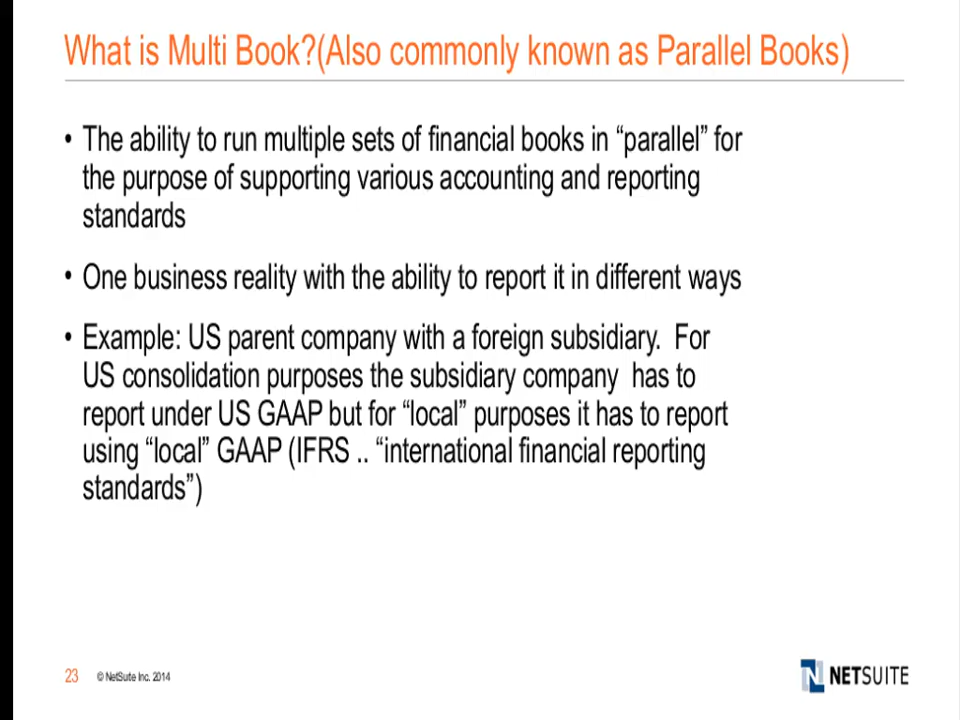 What is Multi Book?(Also commonly known as Parallel Books)
• The ability to run multiple sets of financial books in “parallel” for
the purpose of supporting various accounting and reporting
standards
• One business reality with the ability to report it in different ways
• Example: US parent company with a foreign subsidiary.  For
US consolidation purposes the subsidiary company  has to
report under US GAAP but for “local” purposes it has to report
using “local” GAAP (IFRS .. “international financial reporting
standards”)
23 © NetSuite Inc. 2014
N NETSUITE